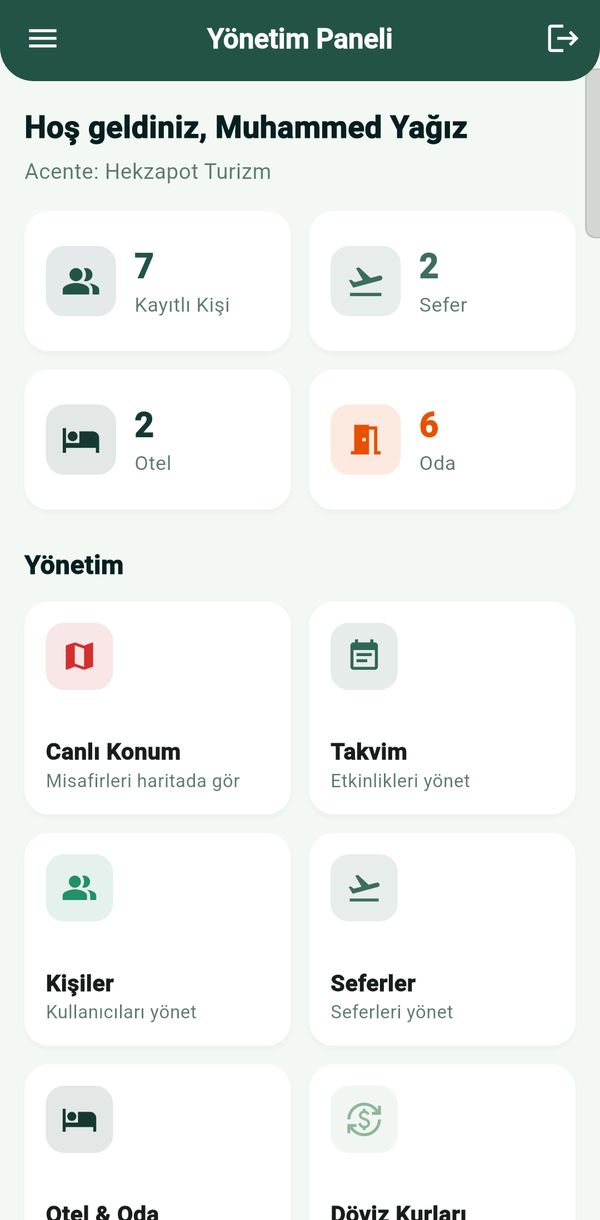 Yönetim Paneli
Hoş geldiniz, Muhammed Yağız
Acente: Hekzapot Turizm
7
Kayıtlı Kişi
2
Sefer
2
Otel
6
Oda
Yönetim
Canlı Konum
Misafirleri haritada gör
Takvim
Etkinlikleri yönet
Kişiler
Kullanıcıları yönet
Seferler
Seferleri yönet
Otel & Oda
Döviz Kurları